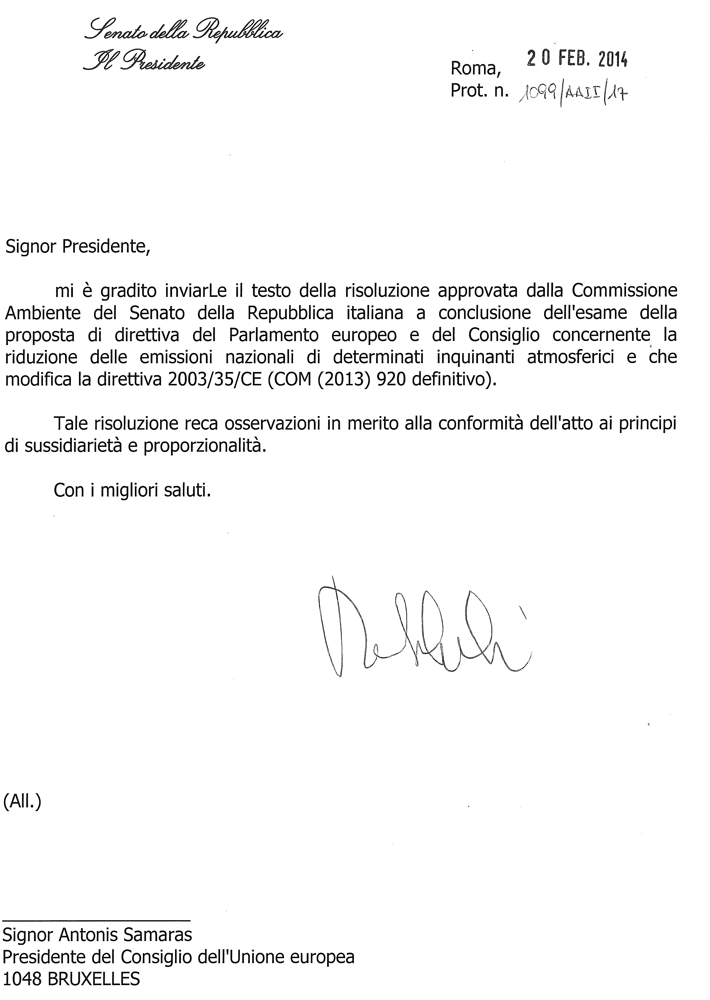 Senato della Repubblica
Il Presidente
Roma, 20 FEB. 2014
Prot. n. 1099/AAII/17
Signor Presidente,
mi è gradito inviarLe il testo della risoluzione approvata dalla Commissione
Ambiente del Senato della Repubblica italiana a conclusione dell'esame della
proposta di direttiva del Parlamento europeo e del Consiglio concernente la
riduzione delle emissioni nazionali di determinati inquinanti atmosferici e che
modifica la direttiva 2003/35/CE (COM (2013) 920 definitivo).
Tale risoluzione reca osservazioni in merito alla conformità dell'atto ai principi
di sussidiarietà e proporzionalità.
Con i migliori saluti.
(All.)
Signor Antonis Samaras
Presidente del Consiglio dell'Unione europea
1048 BRUXELLES